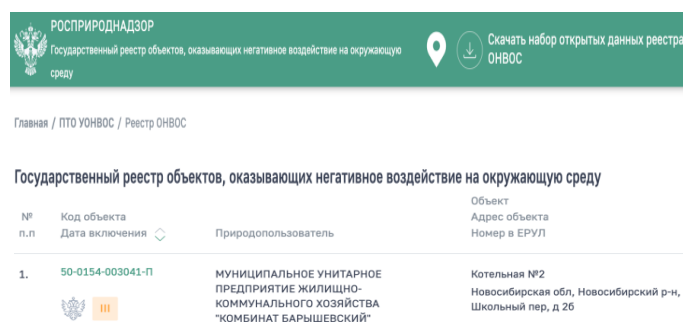 РОСПРИРОДНАДЗОР
Государственный реестр объектов, оказывающих негативное воздействие на окружающую
среду
Скачать набор открытых данных реестра
ОНВОС
Главная / ПТО УОНВОС / Реестр ОНВОС
Государственный реестр объектов, оказывающих негативное воздействие на окружающую среду
№
п.п
Код объекта
Дата включения
Природопользователь
Объект
Адрес объекта
Номер в ЕРУЛ
1.
50-0154-003041-П
III
МУНИЦИПАЛЬНОЕ УНИТАРНОЕ
ПРЕДПРИЯТИЕ ЖИЛИЩНО-
КОММУНАЛЬНОГО ХОЗЯЙСТВА
"КОМБИНАТ БАРЫШЕВСКИЙ"
Котельная №2
Новосибирская обл, Новосибирский р-н,
Школьный пер, д 2б